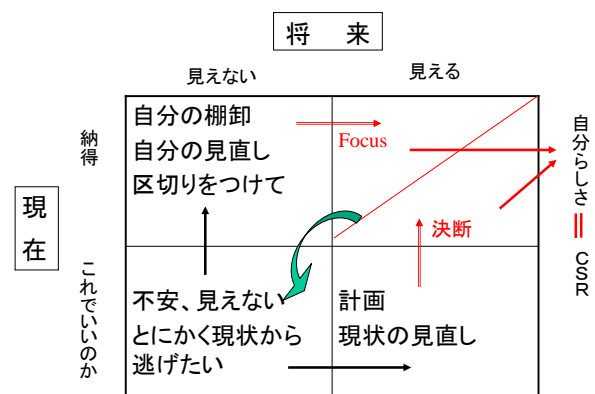 将 来
見えない
見える
納得
現在
これでいいのか
自分の棚卸
自分の見直し
区切りをつけて
Focus
決断
不安、見えない
とにかく現状から
逃げたい
計画
現状の見直し
自分らしさ = CSR